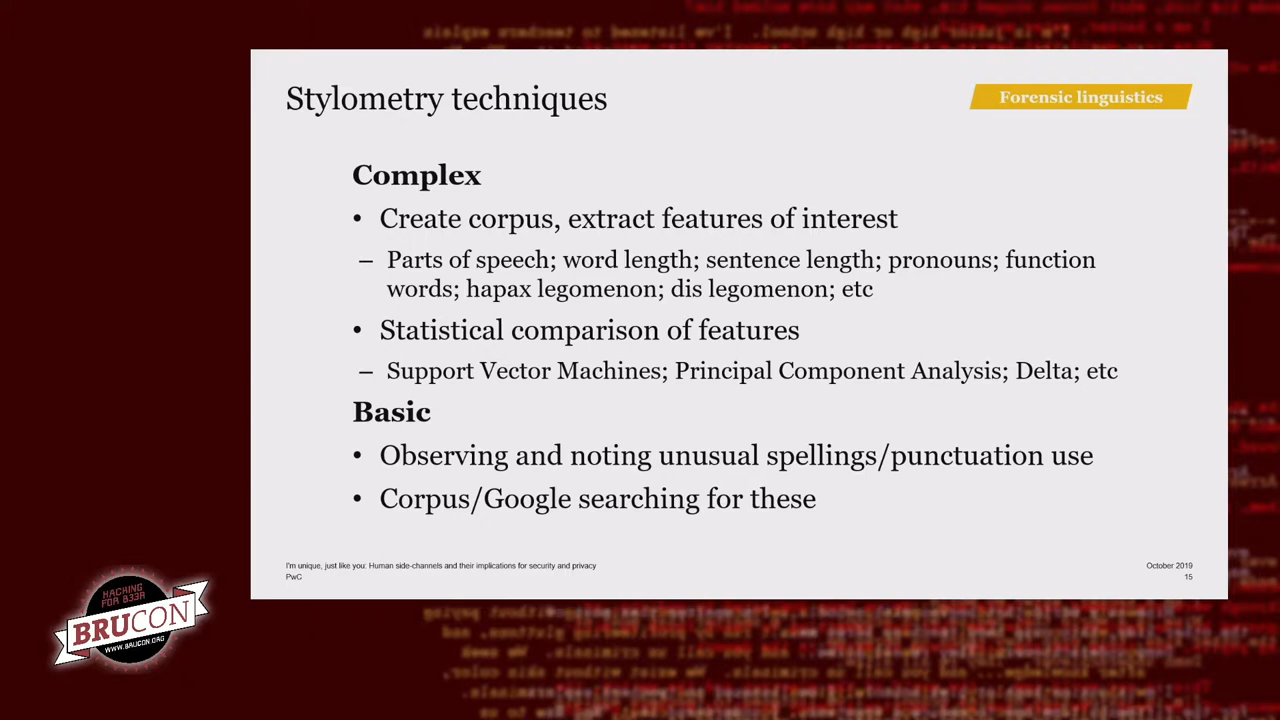 Stylometry techniques
Forensic linguistics
Complex
• Create corpus, extract features of interest
– Parts of speech; word length; sentence length; pronouns; function
words; hapax legomenon; dis legomenon; etc
• Statistical comparison of features
– Support Vector Machines; Principal Component Analysis; Delta; etc
Basic
• Observing and noting unusual spellings/punctuation use
• Corpus/Google searching for these
I'm unique, just like you: Human side-channels and their implications for security and privacy
PwC
October 2019
15
HACKING
FOR B33R
BRUCON
WWW.BRUCON.ORG